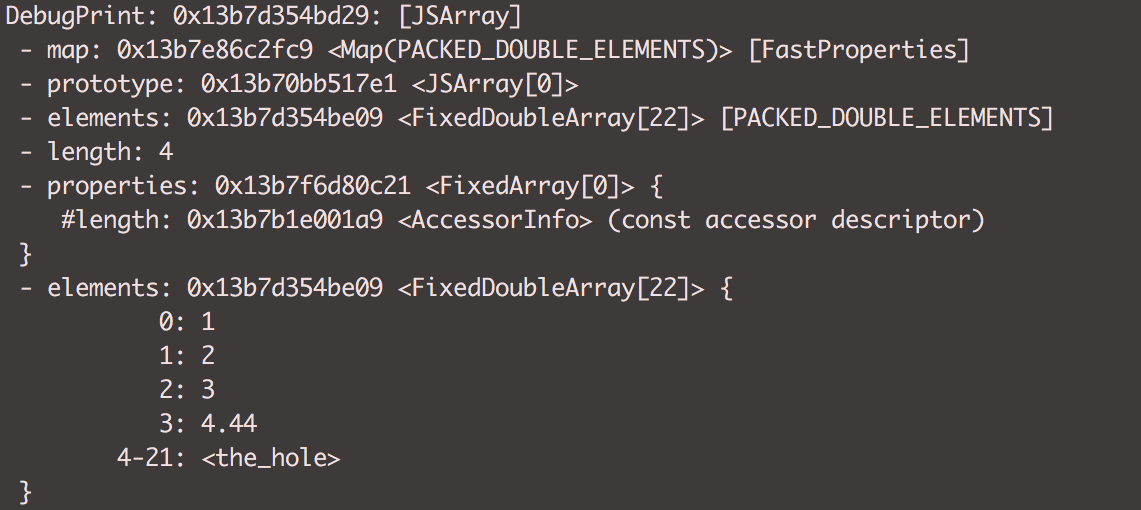 DebugPrint: 0x13b7d354bd29: [JSArray]
- map: 0x13b7e86c2fc9 <Map(PACKED_DOUBLE_ELEMENTS)> [FastProperties]
- prototype: 0x13b70bb517e1 <JSArray[0]>
- elements: 0x13b7d354be09 <FixedDoubleArray[22]> [PACKED_DOUBLE_ELEMENTS]
- length: 4
- properties: 0x13b7f6d80c21 <FixedArray[0]> {
#length: 0x13b7b1e001a9 <AccessorInfo> (const accessor descriptor)
}
- elements: 0x13b7d354be09 <FixedDoubleArray[22]> {
0: 1
1: 2
2: 3
3: 4.44
4-21: <the_hole>
}